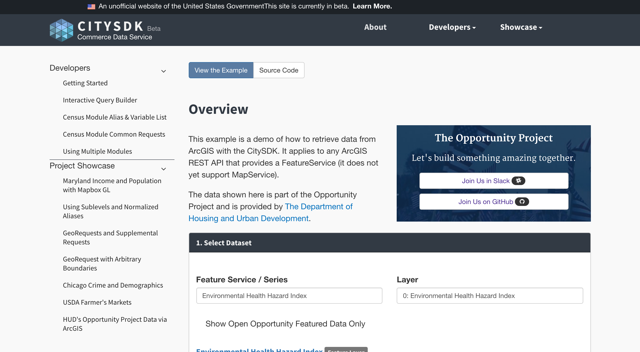 An unofficial website of the United States GovernmentThis site is currently in beta. Learn More.
CITYSDK Beta
Commerce Data Service
About
Developers
Showcase
Developers
Getting Started
Interactive Query Builder
Census Module Alias & Variable List
Census Module Common Requests
Using Multiple Modules
Project Showcase
Maryland Income and Population
with Mapbox GL
Using Sublevels and Normalized
Aliases
GeoRequests and Supplemental
Requests
GeoRequest with Arbitrary
Boundaries
Chicago Crime and Demographics
USDA Farmer's Markets
HUD's Opportunity Project Data via
ArcGIS
View the Example
Source Code
Overview
This example is a demo of how to retrieve data from
ArcGIS with the CitySDK. It applies to any ArcGIS
REST API that provides a FeatureService (it does not
yet support MapService).
The data shown here is part of the Opportunity
Project and is provided by The Department of
Housing and Urban Development.
The Opportunity Project
Let's build something amazing together.
Join Us in Slack
Join Us on GitHub
1. Select Dataset
Feature Service / Series
Environmental Health Hazard Index
Layer
0: Environmental Health Hazard Index
Show Open Opportunity Featured Data Only
Environmental Health Hazard Index